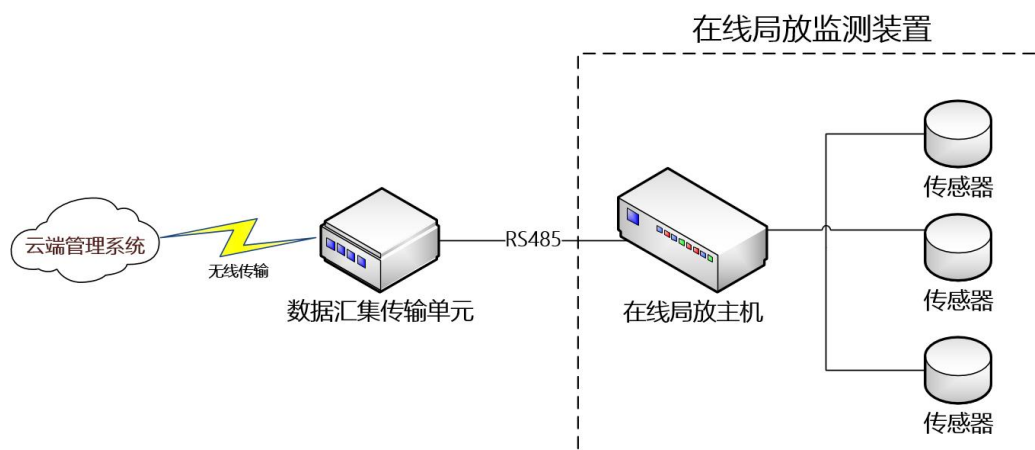 在线局放监测装置
传感器
云端管理系统
无线传输
RS485
传感器
数据汇集传输单元
在线局放主机
传感器